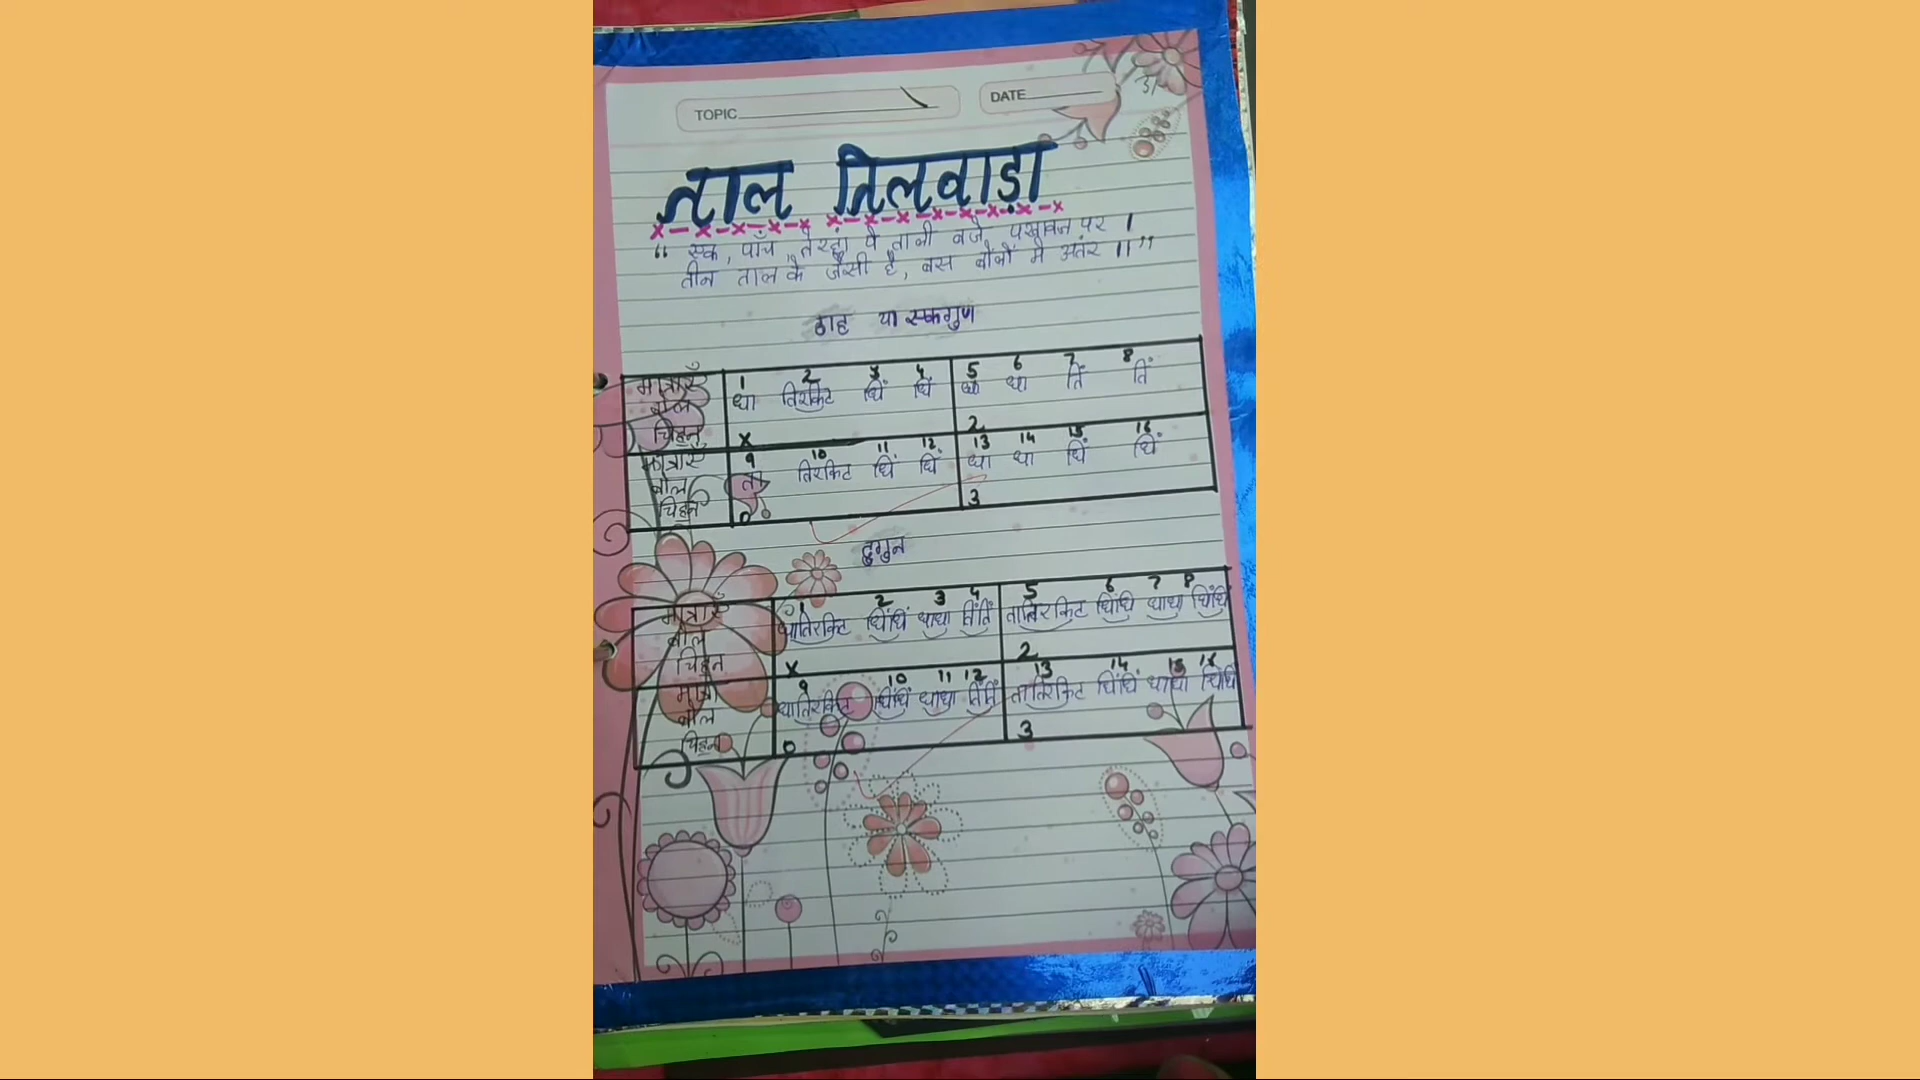 TOPIC
DATE
ताल तिलवाड़ा
“ एक, पाँच, तेरहां पे ताली बजे, पखावज पर ।
तीन ताल के जैसी है, बस बोलों में अंतर ॥ ”
ठाह या एकगुण
मात्राएँ 1 2 3 4 5 6 7 8
बोल धा तिरकिट धिं धिं धा धा तिं तिं
चिह्न X 2
मात्राएँ 9 10 11 12 13 14 15 16
बोल ता तिरकिट धिं धिं धा धा धिं धिं
चिह्न 0 3
दुगुन
मात्राएँ 1 2 3 4 5 6 7 8
बोल धातिरकिट धिंधिं धाधा तिंतिं तातिरकिट धिंधि धाधा धिंधिं
चिह्न X 2
मात्रा 9 10 11 12 13 14 15 16
बोल धातिरकिट धिंधिं धाधा तिंतिं तातिरकिट धिंधिं धाधा धिंधिं
चिह्न 0 3